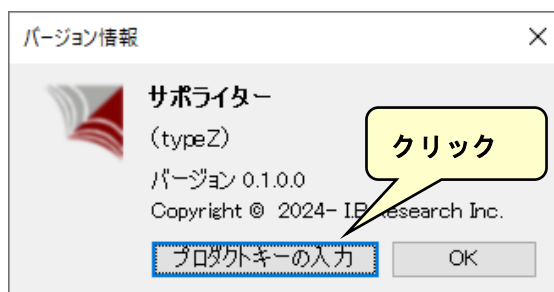 バージョン情報
サポライター
(typeZ)
クリック
バージョン 0.1.0.0
Copyright © 2024- I.B.Research Inc.
プロダクトキーの入力
OK